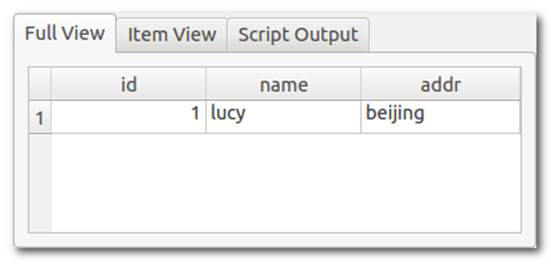 Full View Item View Script Output
id name addr
1 1 lucy beijing